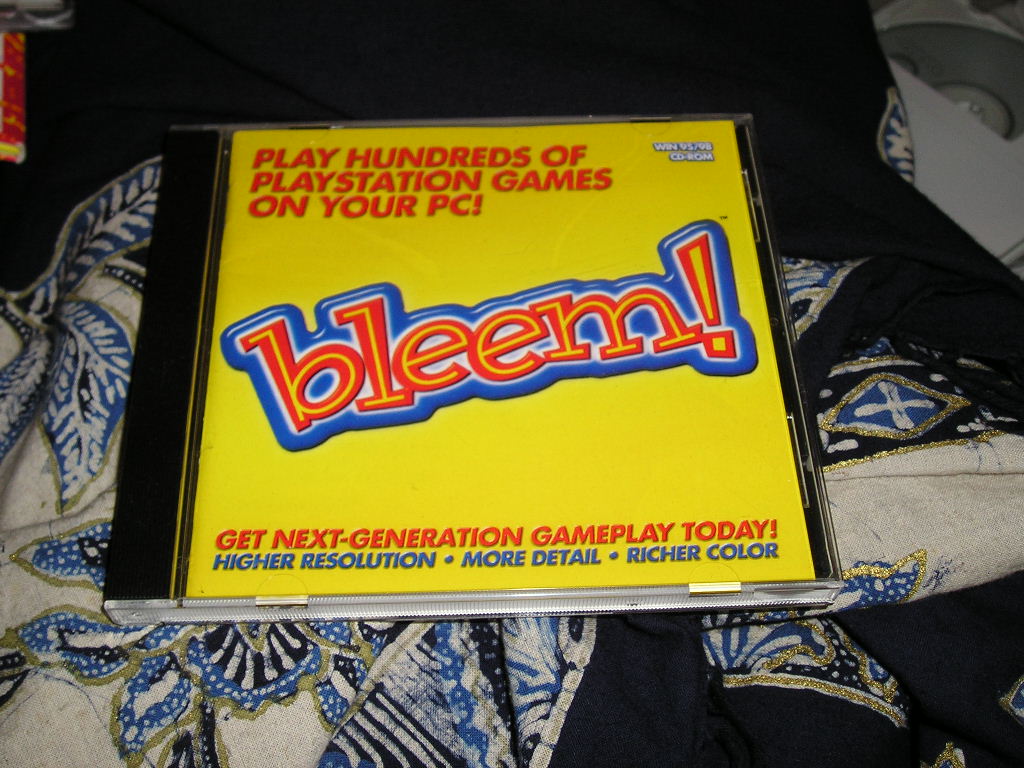 PLAY HUNDREDS OF
PLAYSTATION GAMES
ON YOUR PC!
WIN 95/98
CD-ROM
bleem!™
GET NEXT-GENERATION GAMEPLAY TODAY!
HIGHER RESOLUTION • MORE DETAIL • RICHER COLOR